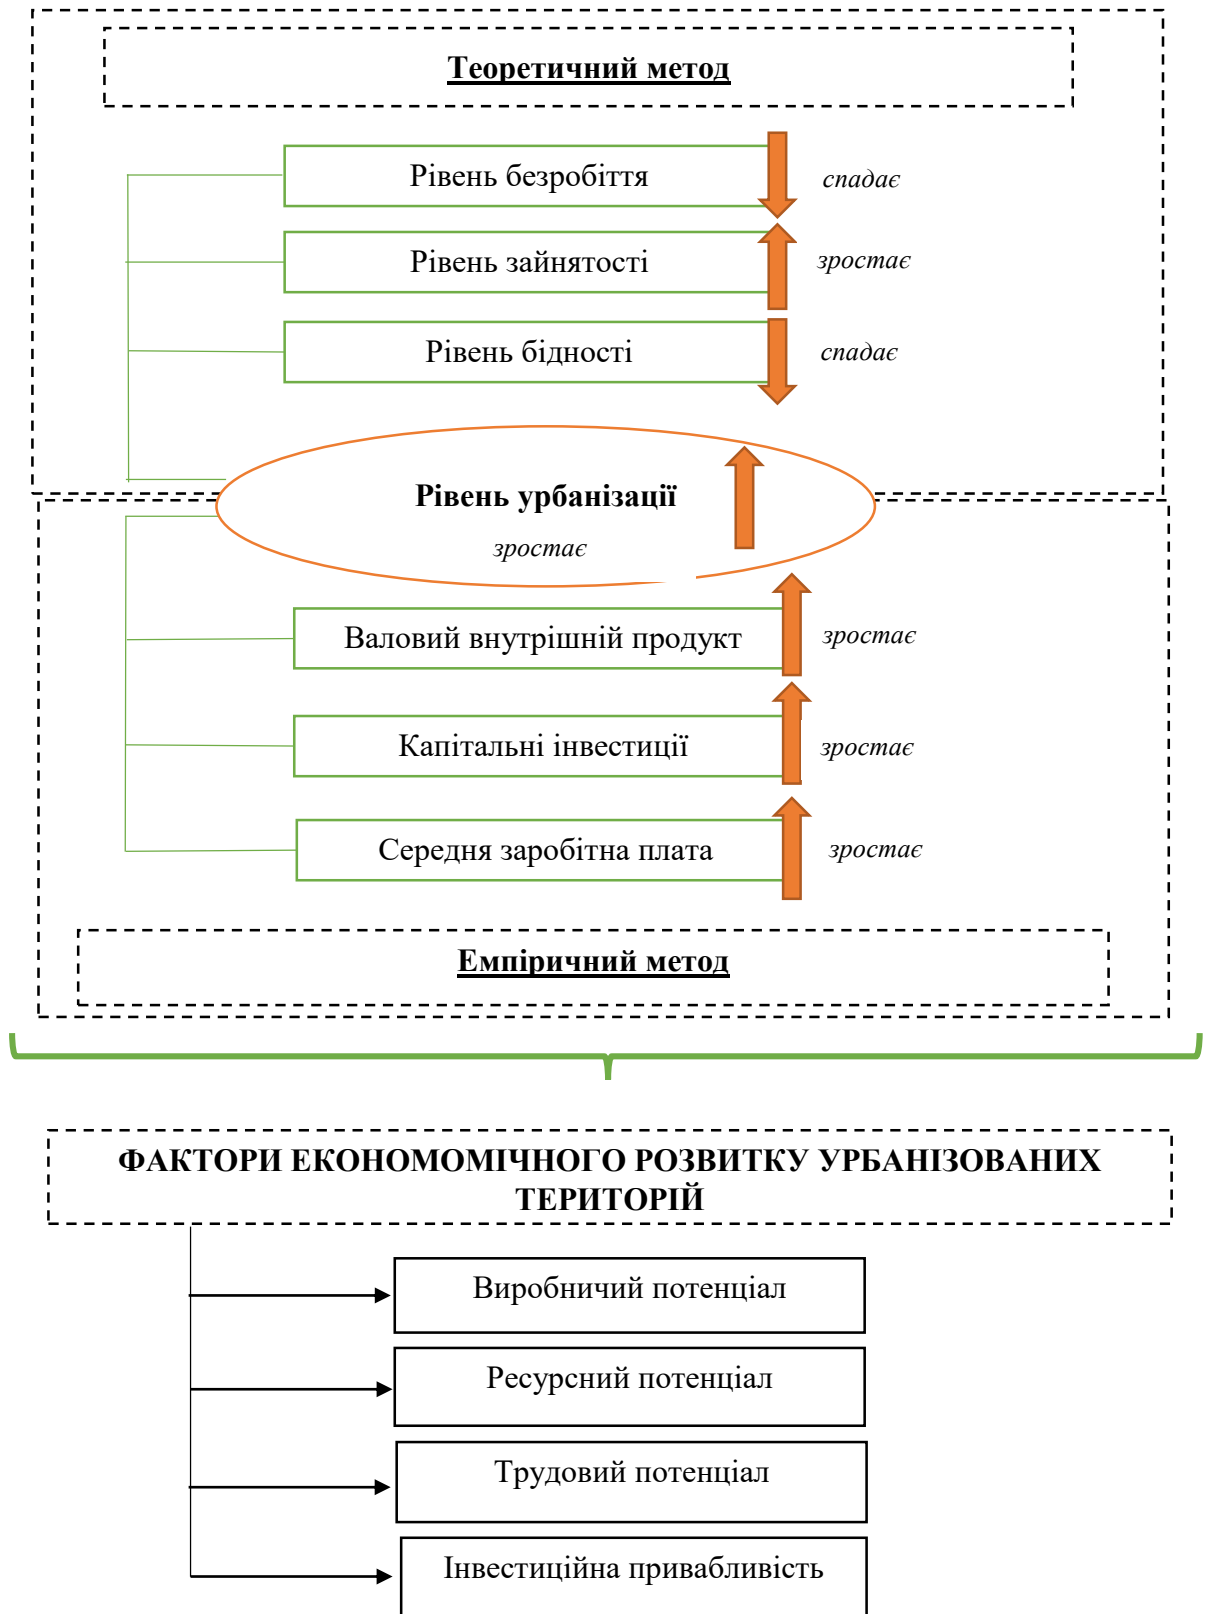 Теоретичний метод
Рівень безробіття
спадає
Рівень зайнятості
зростає
Рівень бідності
спадає
Рівень урбанізації
зростає
Валовий внутрішній продукт
зростає
Капітальні інвестиції
зростає
Середня заробітна плата
зростає
Емпіричний метод
ФАКТОРИ ЕКОНОМОМІЧНОГО РОЗВИТКУ УРБАНІЗОВАНИХ
ТЕРИТОРІЙ
Виробничий потенціал
Ресурсний потенціал
Трудовий потенціал
Інвестиційна привабливість